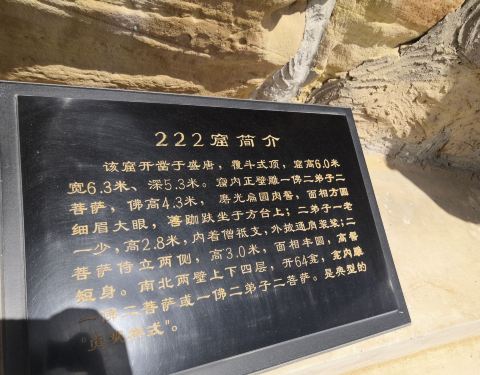 222窟简介
该窟开凿于盛唐，覆斗式顶，窟高6.0米
宽6.3米、深5.3米。窟内正壁雕一佛二弟子二
菩萨，佛高4.3米，光扁圆肉髻，面相方圆
细眉大眼，善跏趺坐于方台上；二弟子一老
一少，高2.8米，内着僧祇支，外披通肩袈裟；二
菩萨侍立两侧，高3.0米，面相丰圆，高髻
短身。南北两壁上下四层，开64龛，龛内雕
一佛二菩萨或一佛二弟子二菩萨。是典型的
式”。